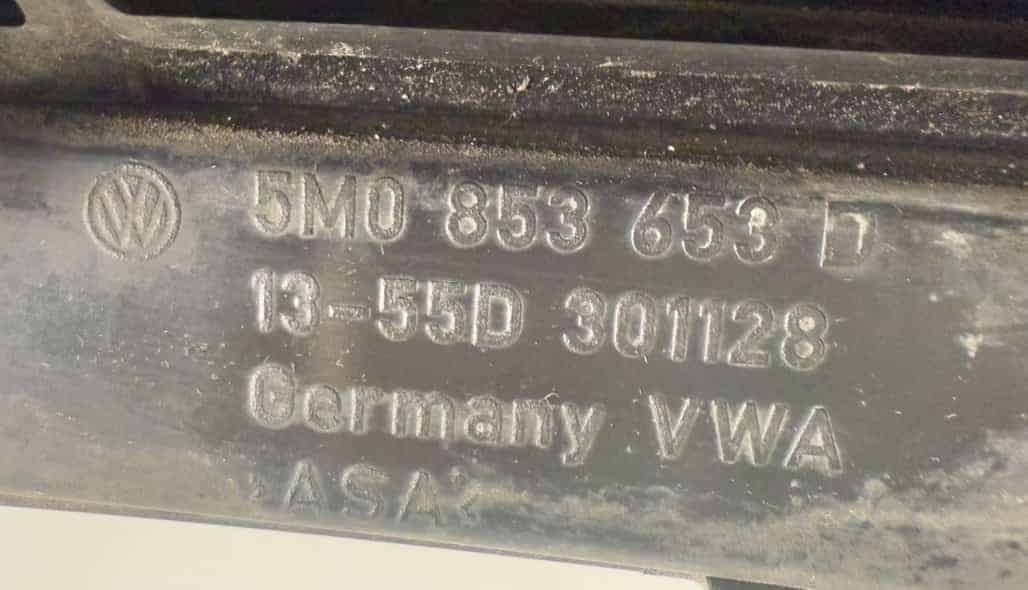 5M0 853 653 D
13-55D 301128
Germany VWA
>ASA<